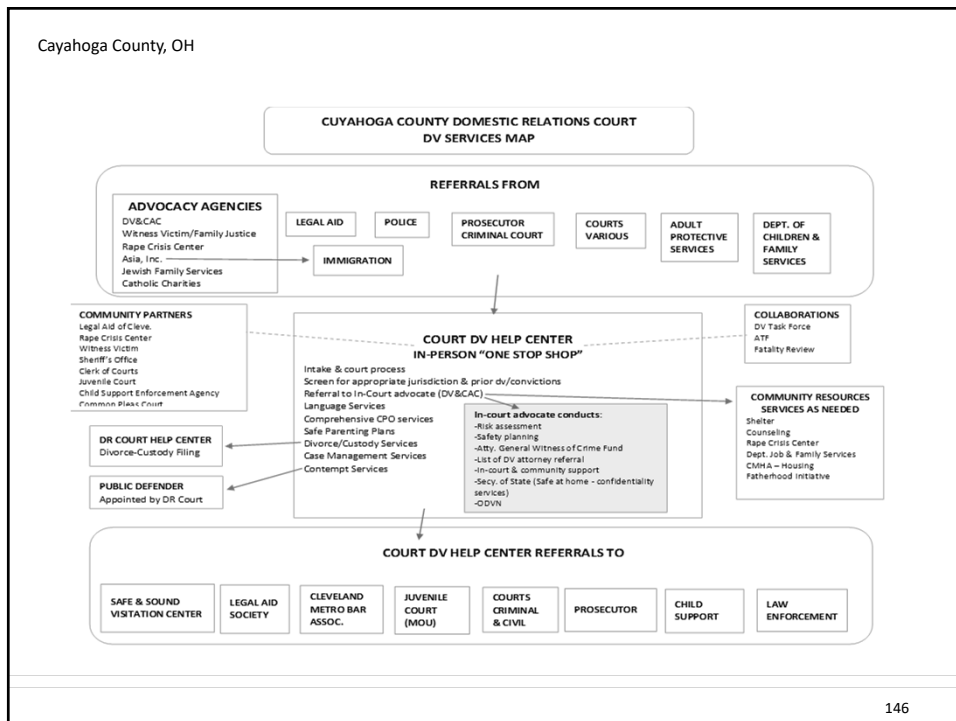 Cayahoga County, OH
CUYAHOGA COUNTY DOMESTIC RELATIONS COURT
DV SERVICES MAP
REFERRALS FROM
ADVOCACY AGENCIES
DV&CAC
Witness Victim/Family Justice
Rape Crisis Center
Asia, Inc.
Jewish Family Services
Catholic Charities
LEGAL AID
POLICE
PROSECUTOR
CRIMINAL COURT
COURTS
VARIOUS
ADULT
PROTECTIVE
SERVICES
DEPT. OF
CHILDREN &
FAMILY
SERVICES
IMMIGRATION
COMMUNITY PARTNERS
Legal Aid of Cleve.
Rape Crisis Center
Witness Victim
Sheriff's Office
Clerk of Courts
Juvenile Court
Child Support Enforcement Agency
Common Pleas Court
COURT DV HELP CENTER
IN-PERSON "ONE STOP SHOP"
Intake & court process
Screen for appropriate jurisdiction & prior dv/convictions
Referral to In-Court advocate (DV&CAC)
Language Services
Comprehensive CPO services
Safe Parenting Plans
Divorce/Custody Services
Case Management Services
Contempt Services
In-court advocate conducts:
-Risk assessment
-Safety planning
-Atty. General Witness of Crime Fund
-List of DV attorney referral
-In-court & community support
-Secy. of State (Safe at home - confidentiality
services)
-ODVN
COLLABORATIONS
DV Task Force
ATF
Fatality Review
COMMUNITY RESOURCES
SERVICES AS NEEDED
Shelter
Counseling
Rape Crisis Center
Dept. Job & Family Services
CMHA – Housing
Fatherhood Initiative
DR COURT HELP CENTER
Divorce-Custody Filing
PUBLIC DEFENDER
Appointed by DR Court
COURT DV HELP CENTER REFERRALS TO
SAFE & SOUND
VISITATION CENTER
LEGAL AID
SOCIETY
CLEVELAND
METRO BAR
ASSOC.
JUVENILE
COURT
(MOU)
COURTS
CRIMINAL
& CIVIL
PROSECUTOR
CHILD
SUPPORT
LAW
ENFORCEMENT
146